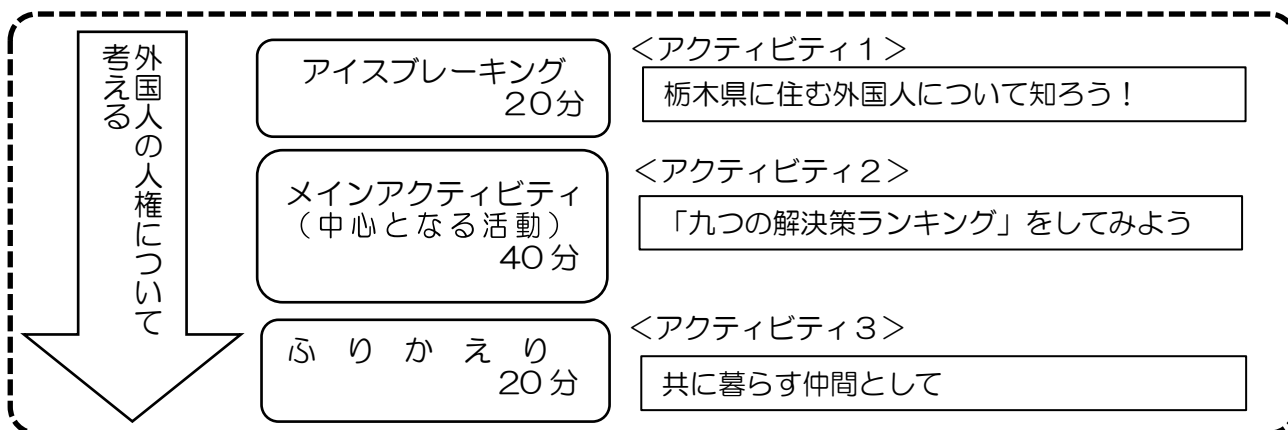 外国人の人権について
考える
アイスブレーキング
20分
<アクティビティ1>
栃木県に住む外国人について知ろう！
メインアクティビティ
(中心となる活動)
40分
<アクティビティ2>
「九つの解決策ランキング」をしてみよう
ふりかえり
20分
<アクティビティ3>
共に暮らす仲間として